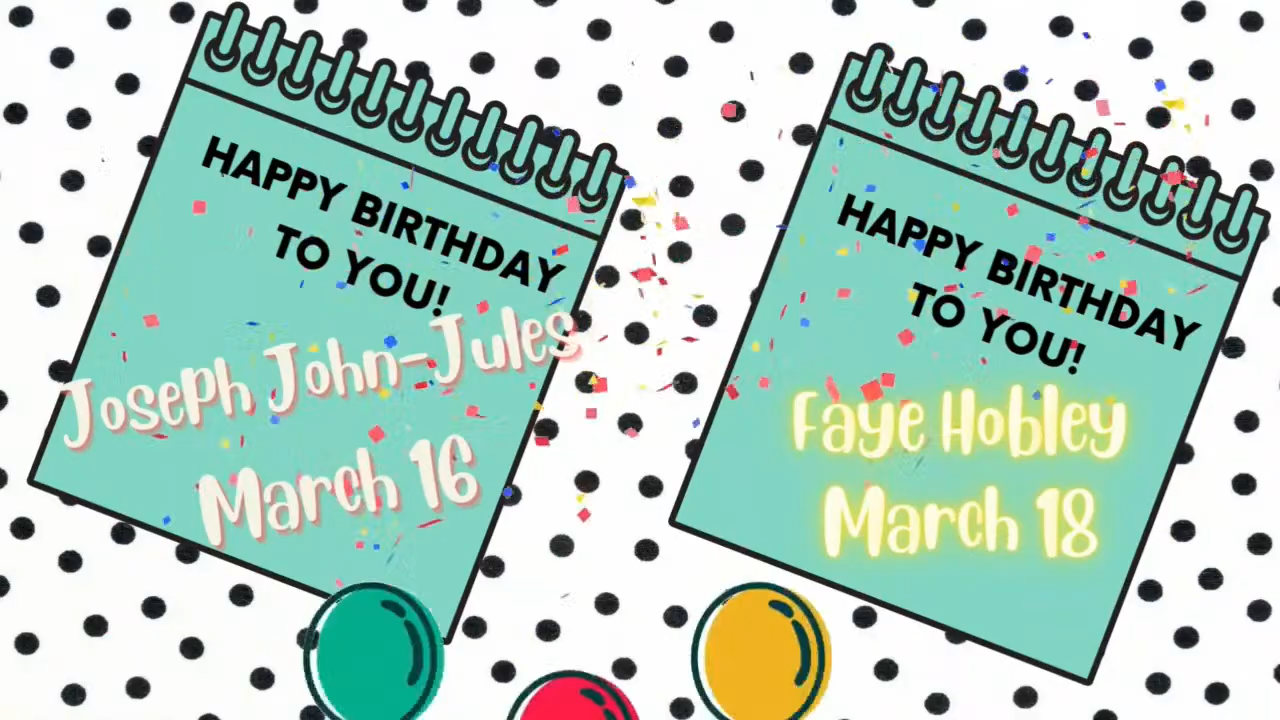 HAPPY BIRTHDAY
TO YOU!
Joseph John-Jules
March 16
HAPPY BIRTHDAY
TO YOU!
Faye Hobley
March 18